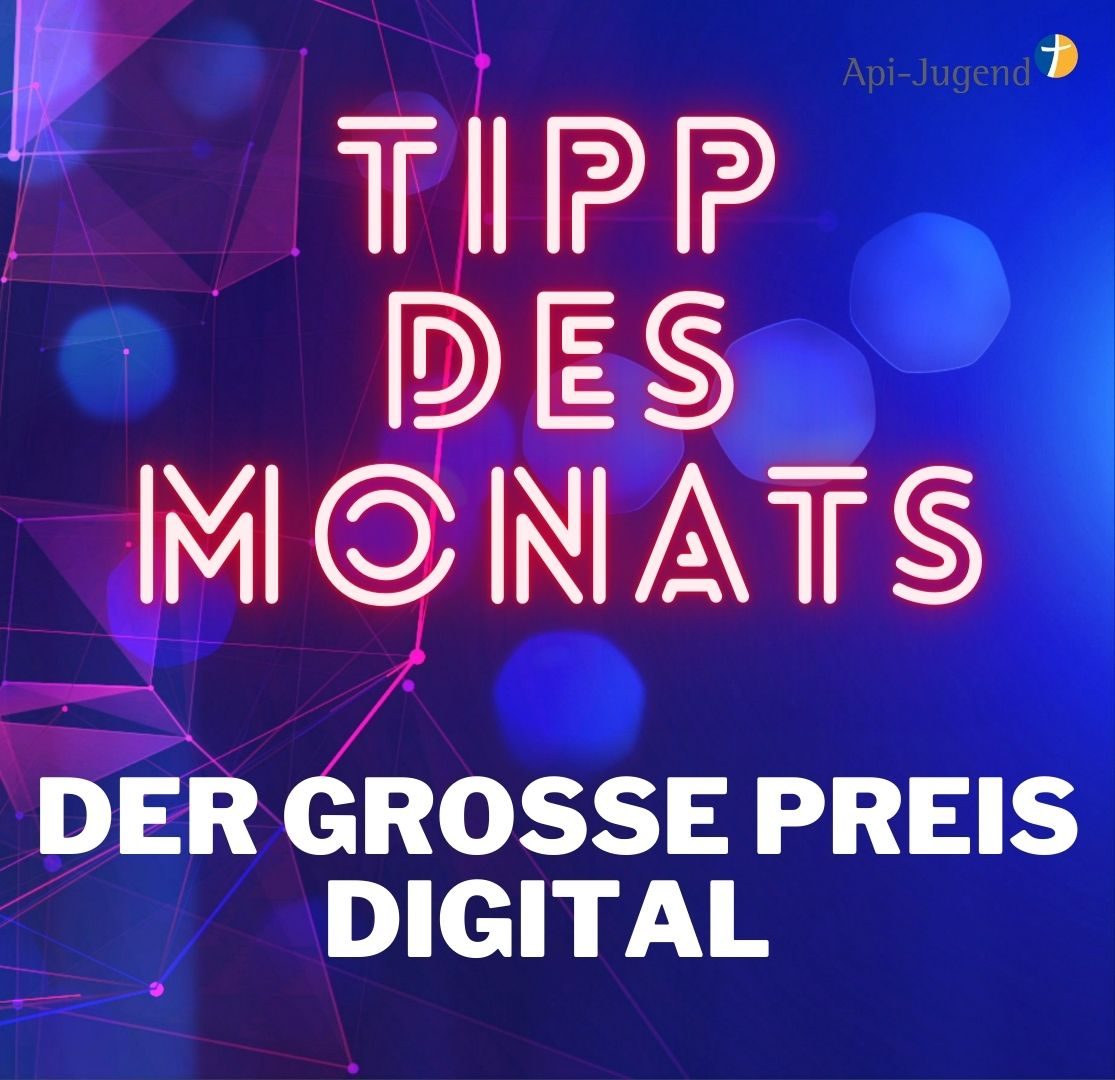 Api-Jugend
TIPP
DES
MONATS
DER GROSSE PREIS
DIGITAL